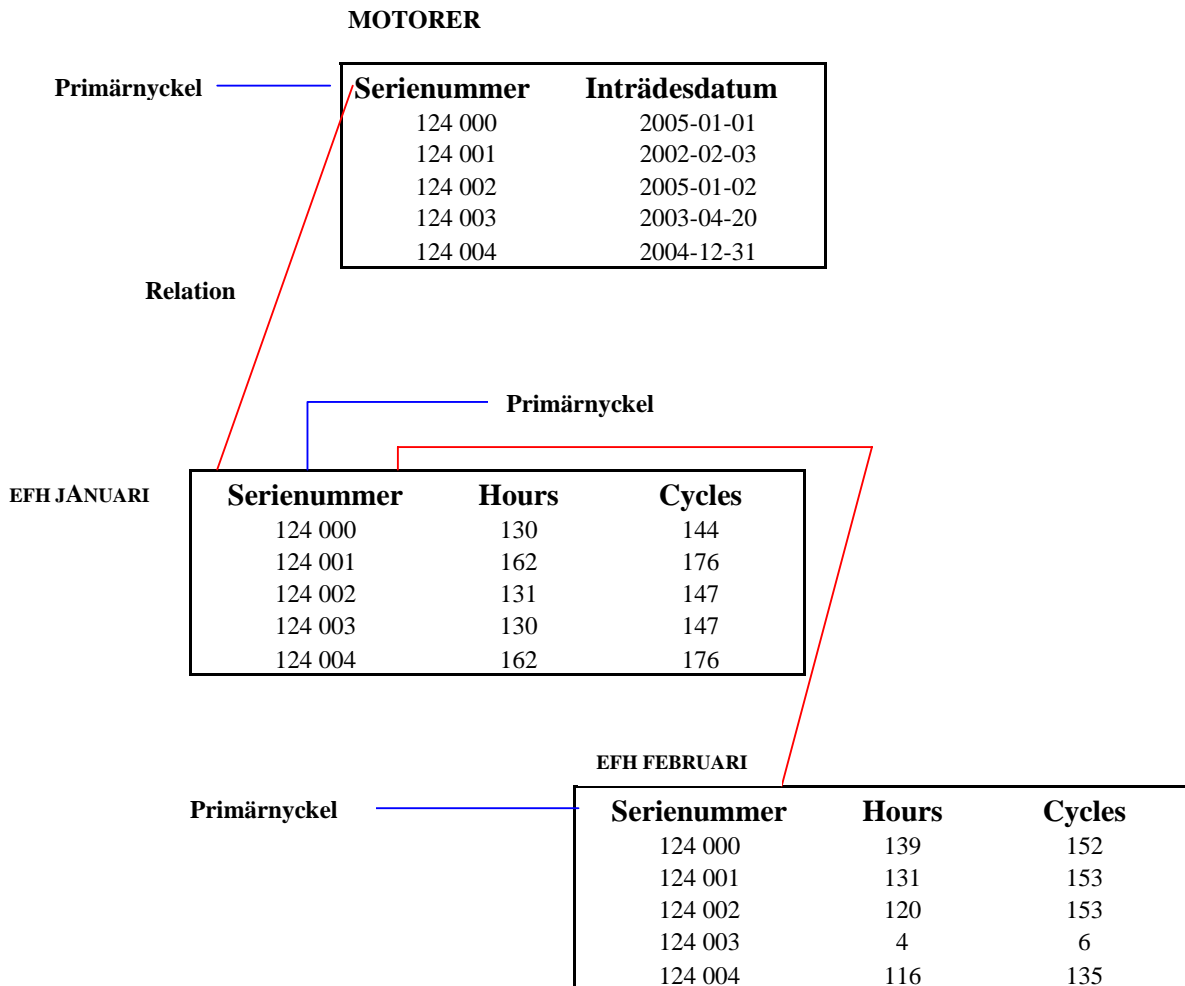 MOTORER
Primärnyckel
Serienummer Inträdesdatum
124 000 2005-01-01
124 001 2002-02-03
124 002 2005-01-02
124 003 2003-04-20
124 004 2004-12-31
Relation
Primärnyckel
EFH JANUARI
Serienummer Hours Cycles
124 000 130 144
124 001 162 176
124 002 131 147
124 003 130 147
124 004 162 176
EFH FEBRUARI
Primärnyckel
Serienummer Hours Cycles
124 000 139 152
124 001 131 153
124 002 120 153
124 003 4 6
124 004 116 135